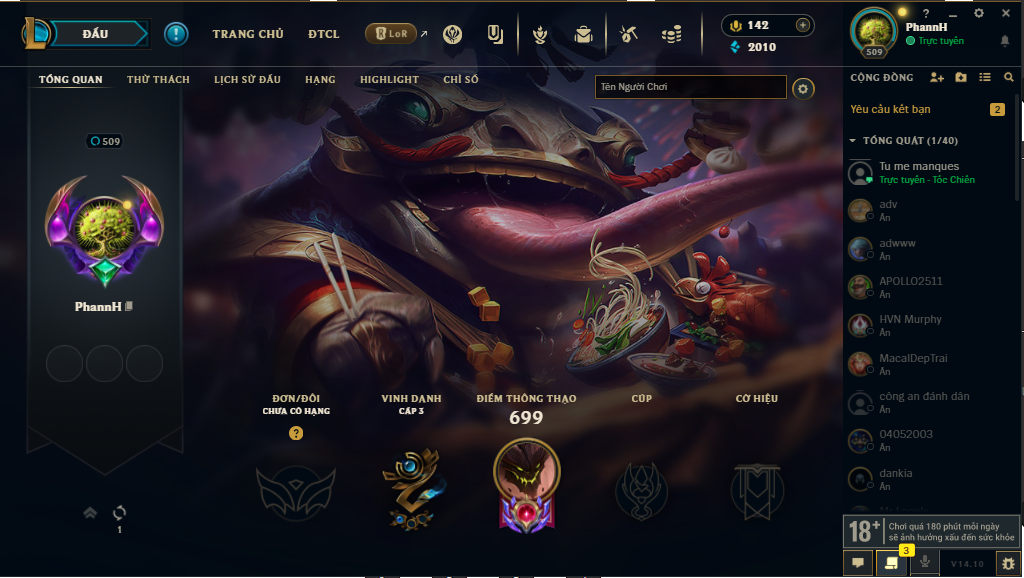 ĐẤU
TRANG CHỦ
ĐTCL
LoR
142
2010
?
PhannH
Trực tuyến
509
TỔNG QUAN
THỬ THÁCH
LỊCH SỬ ĐẤU
HẠNG
HIGHLIGHT
CHỈ SỐ
Tên Người Chơi
CỘNG ĐỒNG
Yêu cầu kết bạn
2
TỔNG QUÁT (1/40)
Tu me manques
Trực tuyến - Tốc Chiến
adv
Ẩn
adwww
Ẩn
APOLLO2511
Ẩn
HVN Murphy
Ẩn
MacaiDepTrai
Ẩn
công an đánh dân
Ẩn
04052003
Ẩn
dankia
Ẩn
509
PhannH
1
ĐƠN/ĐÔI
CHƯA CÓ HẠNG
?
VINH DANH
CẤP 3
ĐIỂM THÔNG THẠO
699
CÚP
CỜ HIỆU
18+
Chơi quá 180 phút mỗi ngày
sẽ ảnh hưởng xấu đến sức khỏe
3
V14.10